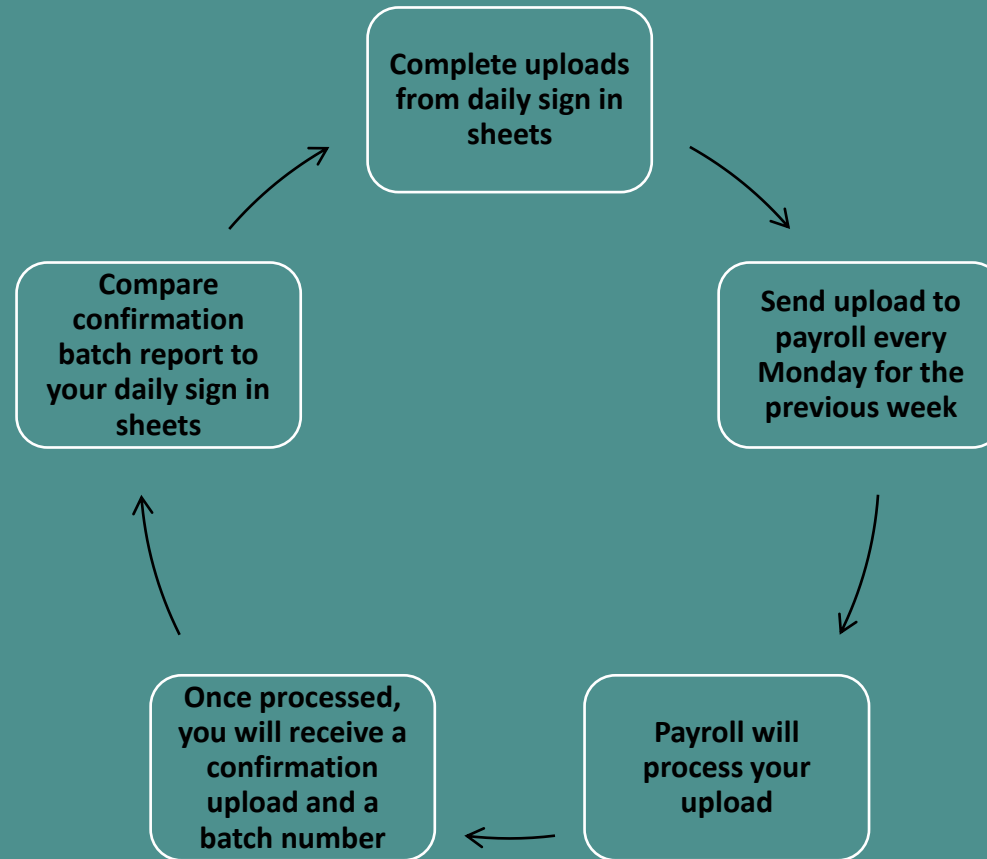 Complete uploads
from daily sign in
sheets
Send upload to
payroll every
Monday for the
previous week
Payroll will
process your
upload
Once processed,
you will receive a
confirmation
upload and a
batch number
Compare
confirmation
batch report to
your daily sign in
sheets